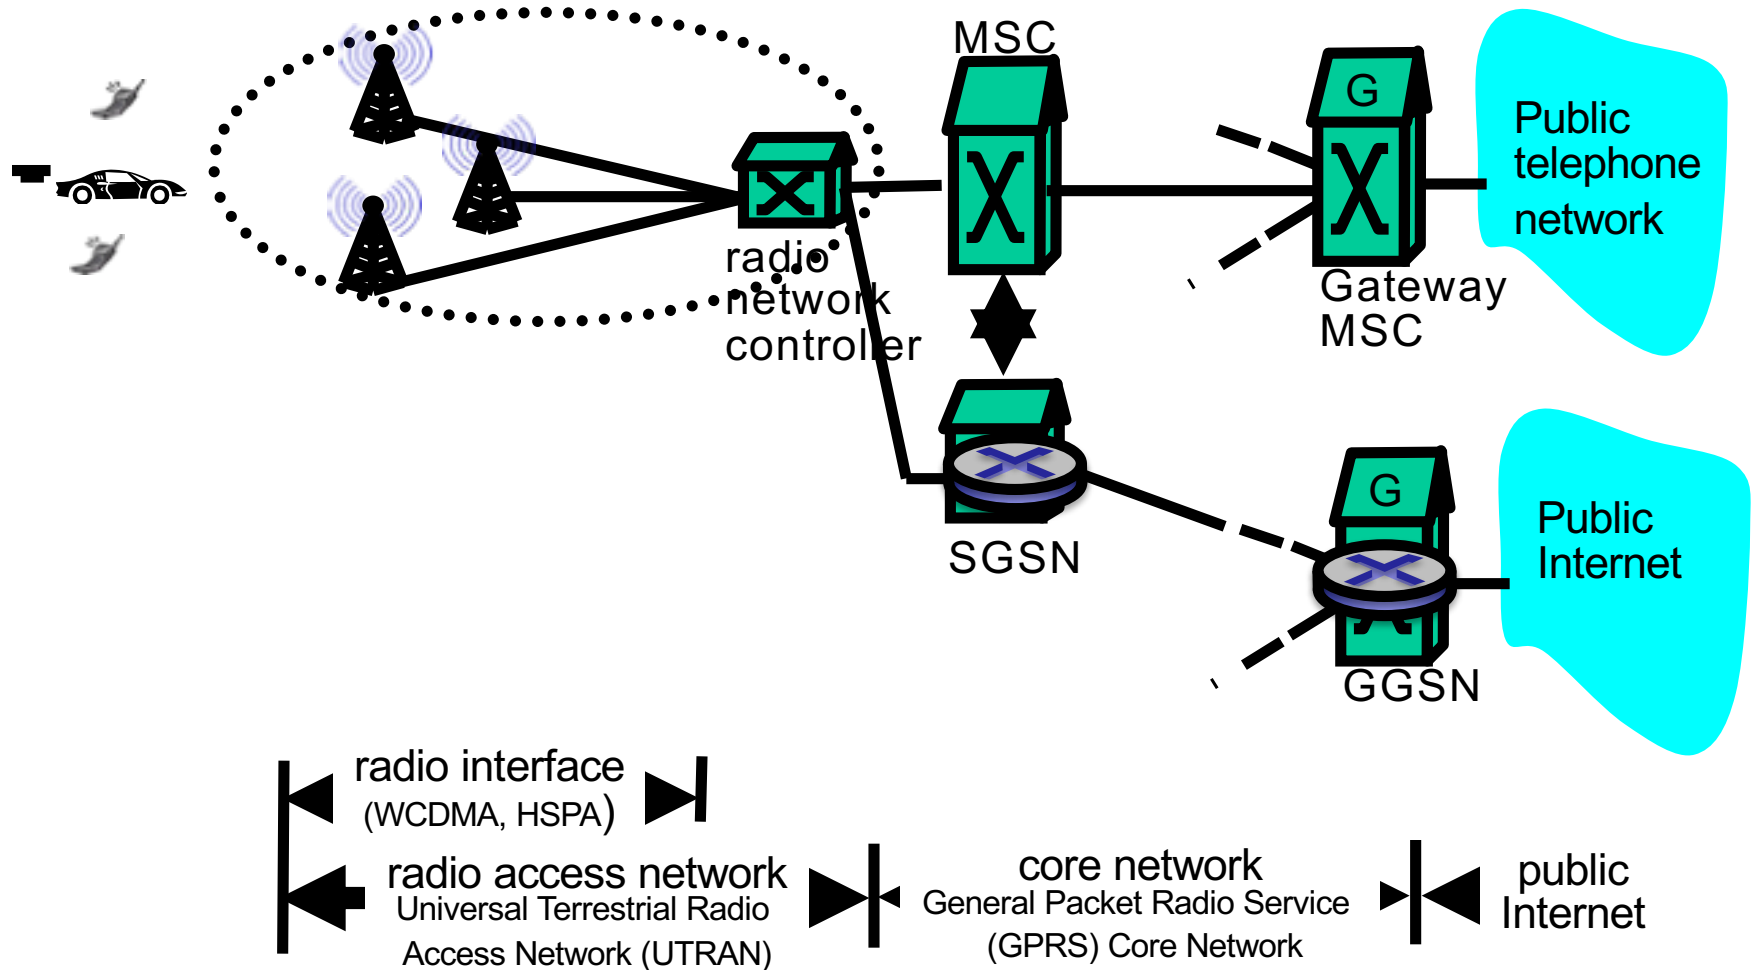 MSC
G
Public
telephone
network
radio
network
controller
Gateway
MSC
G
Public
Internet
SGSN
GGSN
radio interface
(WCDMA, HSPA)
radio access network
Universal Terrestrial Radio
Access Network (UTRAN)
core network
General Packet Radio Service
(GPRS) Core Network
public
Internet